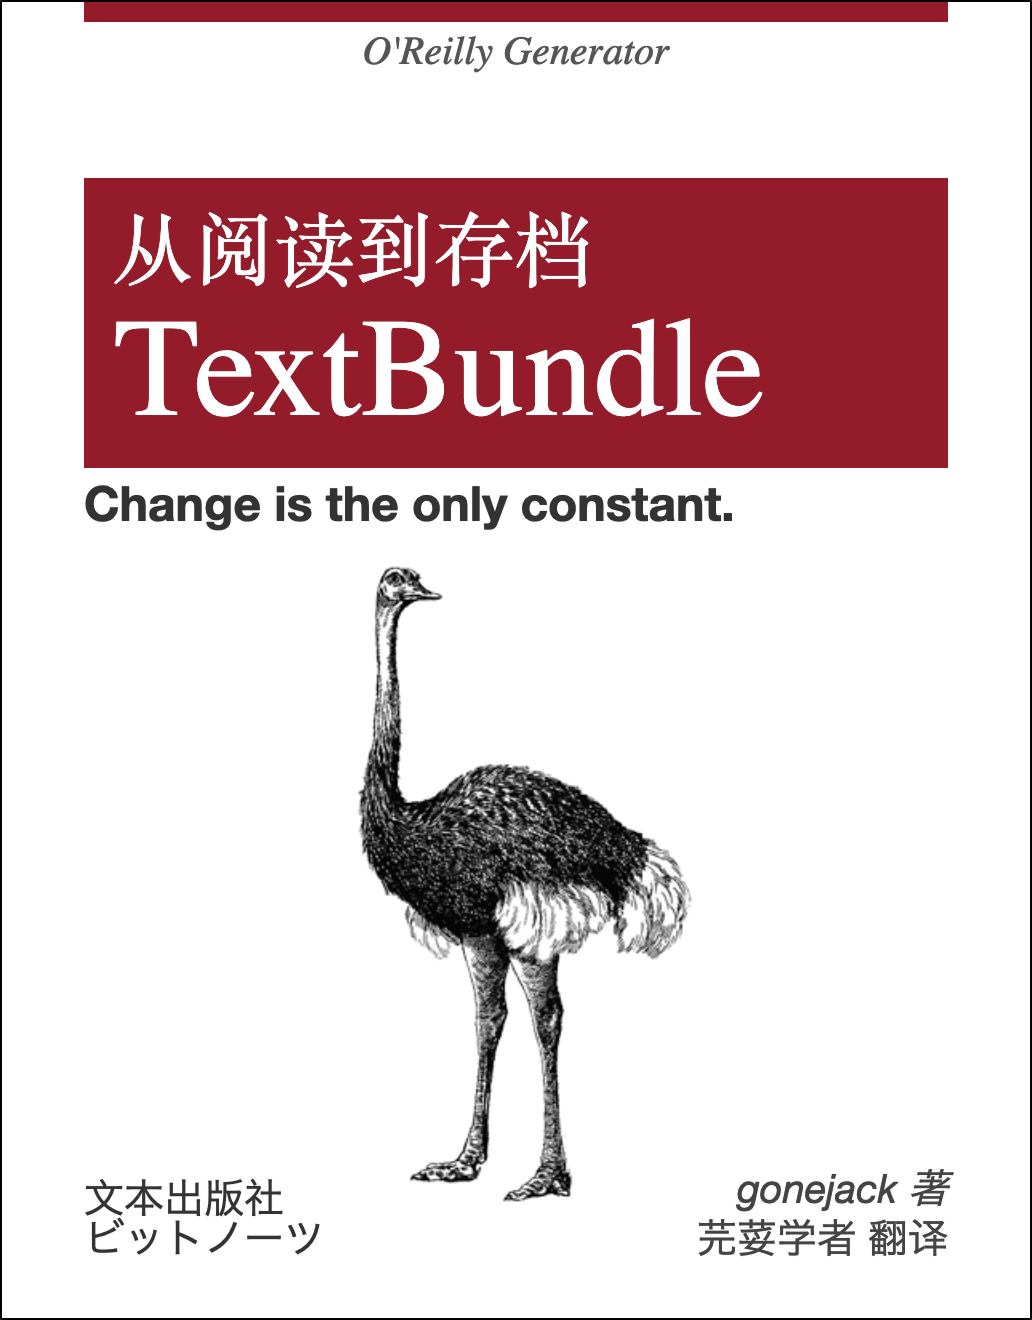 O'Reilly Generator
从阅读到存档
TextBundle
Change is the only constant.
文本出版社
ビットノーツ
gonejack 著
芫荽学者 翻译